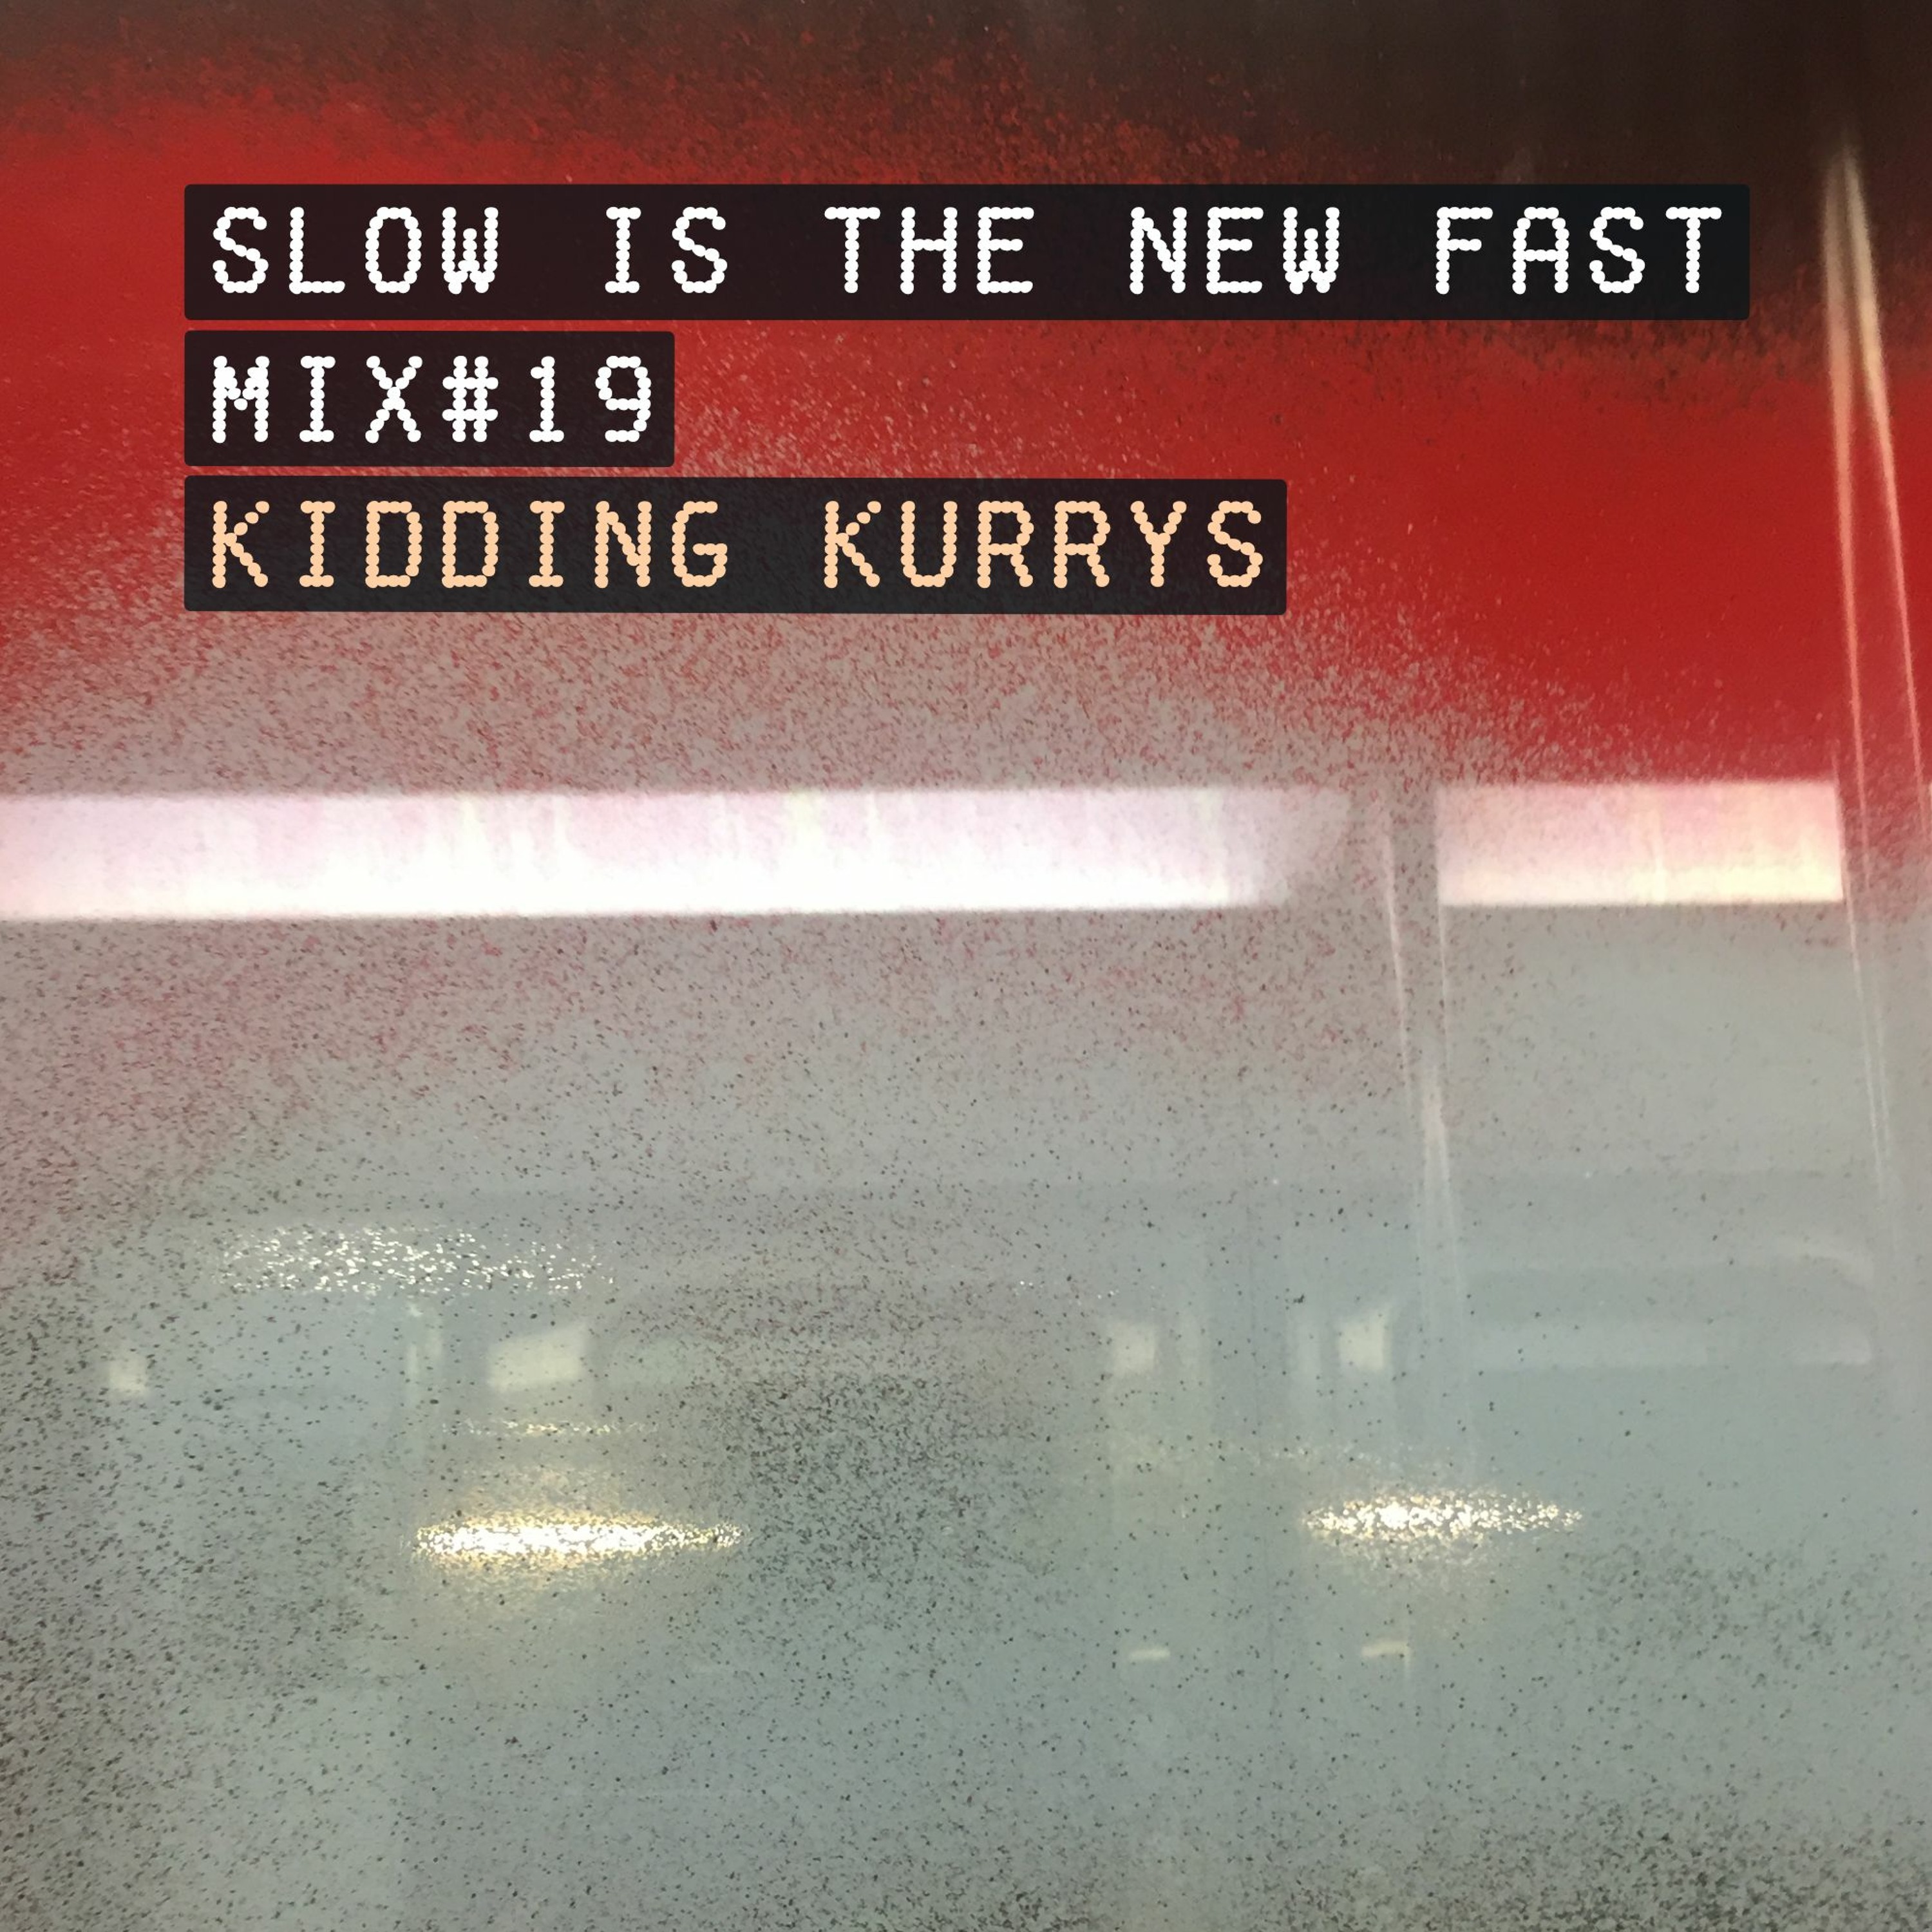 SLOW IS THE NEW FAST
MIX#19
KIDDING KURRYS